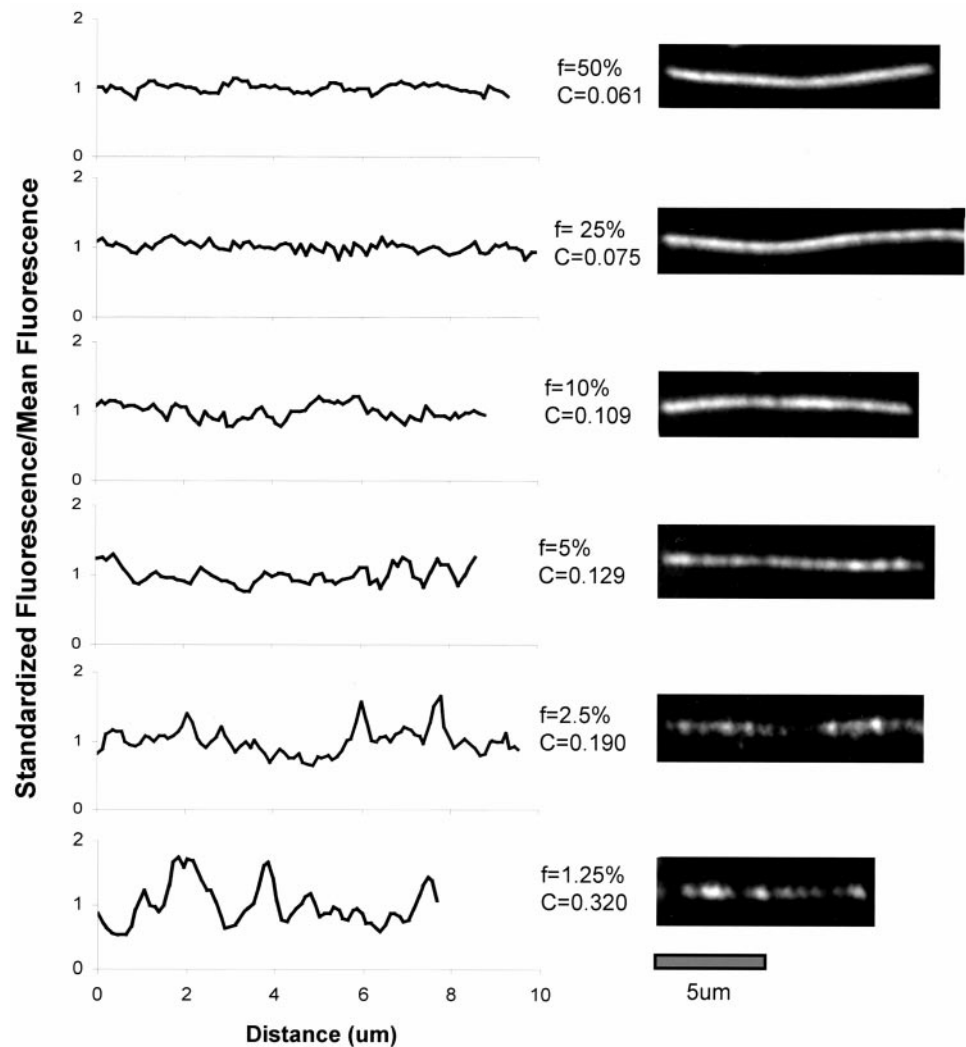 Standardized Fluorescence/Mean Fluorescence
2
1
0
f=50%
C=0.061
2
1
0
f= 25%
C=0.075
2
1
0
f=10%
C=0.109
2
1
0
f=5%
C=0.129
2
1
0
f=2.5%
C=0.190
2
1
0
f=1.25%
C=0.320
0 2 4 6 8 10
Distance (um)
5um